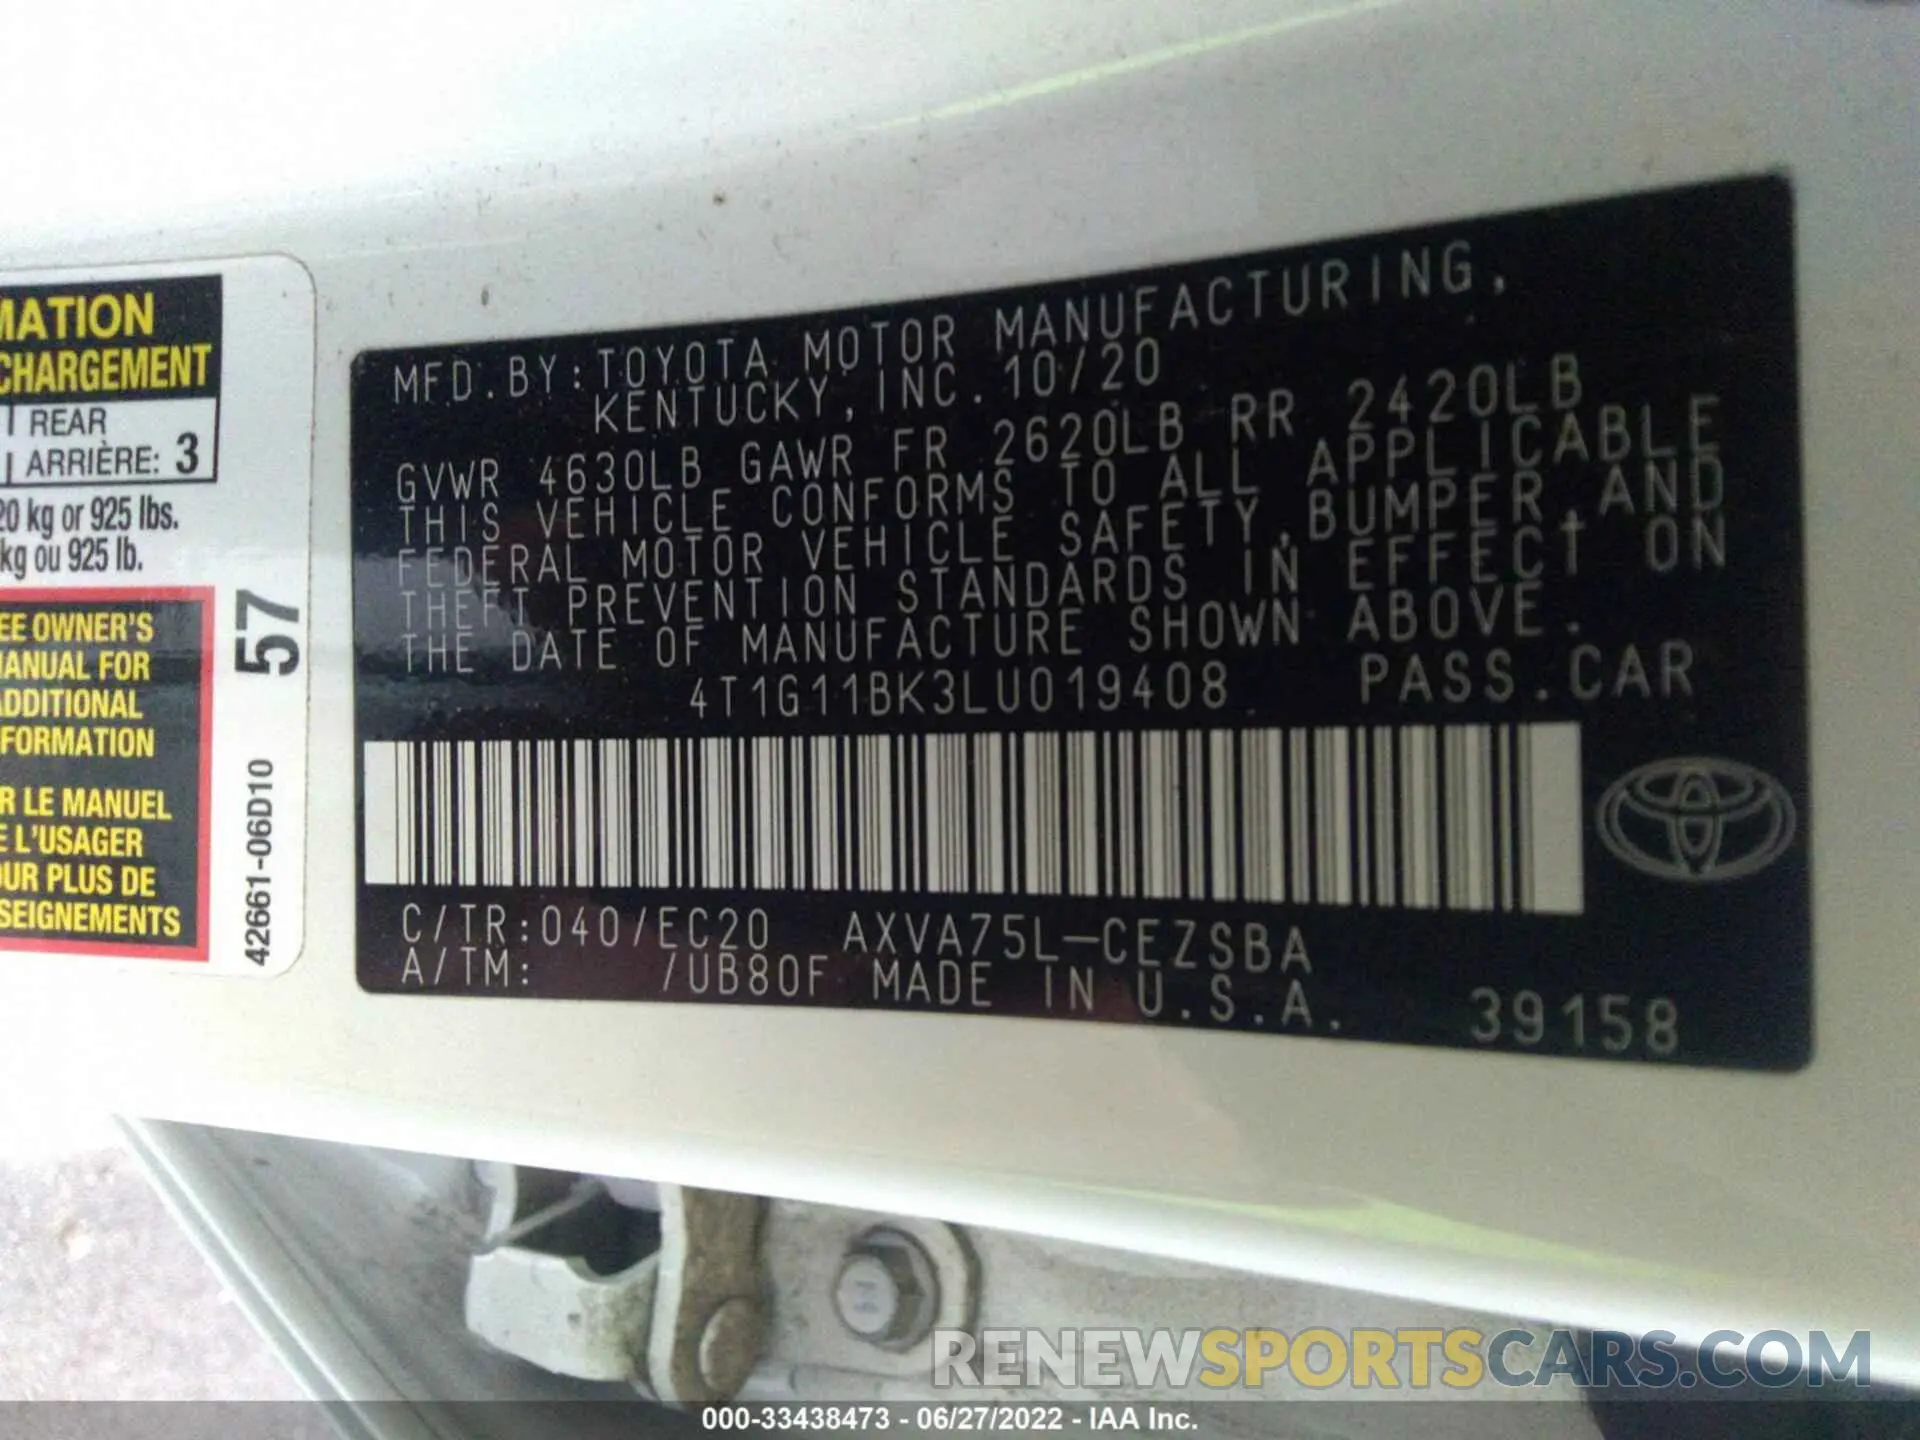 MATION
CHARGEMENT
REAR
ARRIÈRE: 3
20 kg or 925 lbs.
kg ou 925 lb.
EE OWNER'S
MANUAL FOR
ADDITIONAL
FORMATION
R LE MANUEL
E L'USAGER
OUR PLUS DE
SEIGNEMENTS
57
42661-06D10
MFD.BY:TOYOTA MOTOR MANUFACTURING,
KENTUCKY,INC.10/20
GVWR 4630LB GAWR FR 2620LB RR 2420LB
THIS VEHICLE CONFORMS TO ALL APPLICABLE
FEDERAL MOTOR VEHICLE SAFETY,BUMPER,AND
THEFT PREVENTION STANDARDS IN EFFECT ON
THE DATE OF MANUFACTURE SHOWN ABOVE.
4T1G11BK3LU019408 PASS.CAR
C/TR:040/EC20 AXVA75L-CEZSBA
A/TM: /UB80F MADE IN U.S.A. 39158
RENEWSPORTSCARS.COM
000-33438473 - 06/27/2022 - IAA Inc.